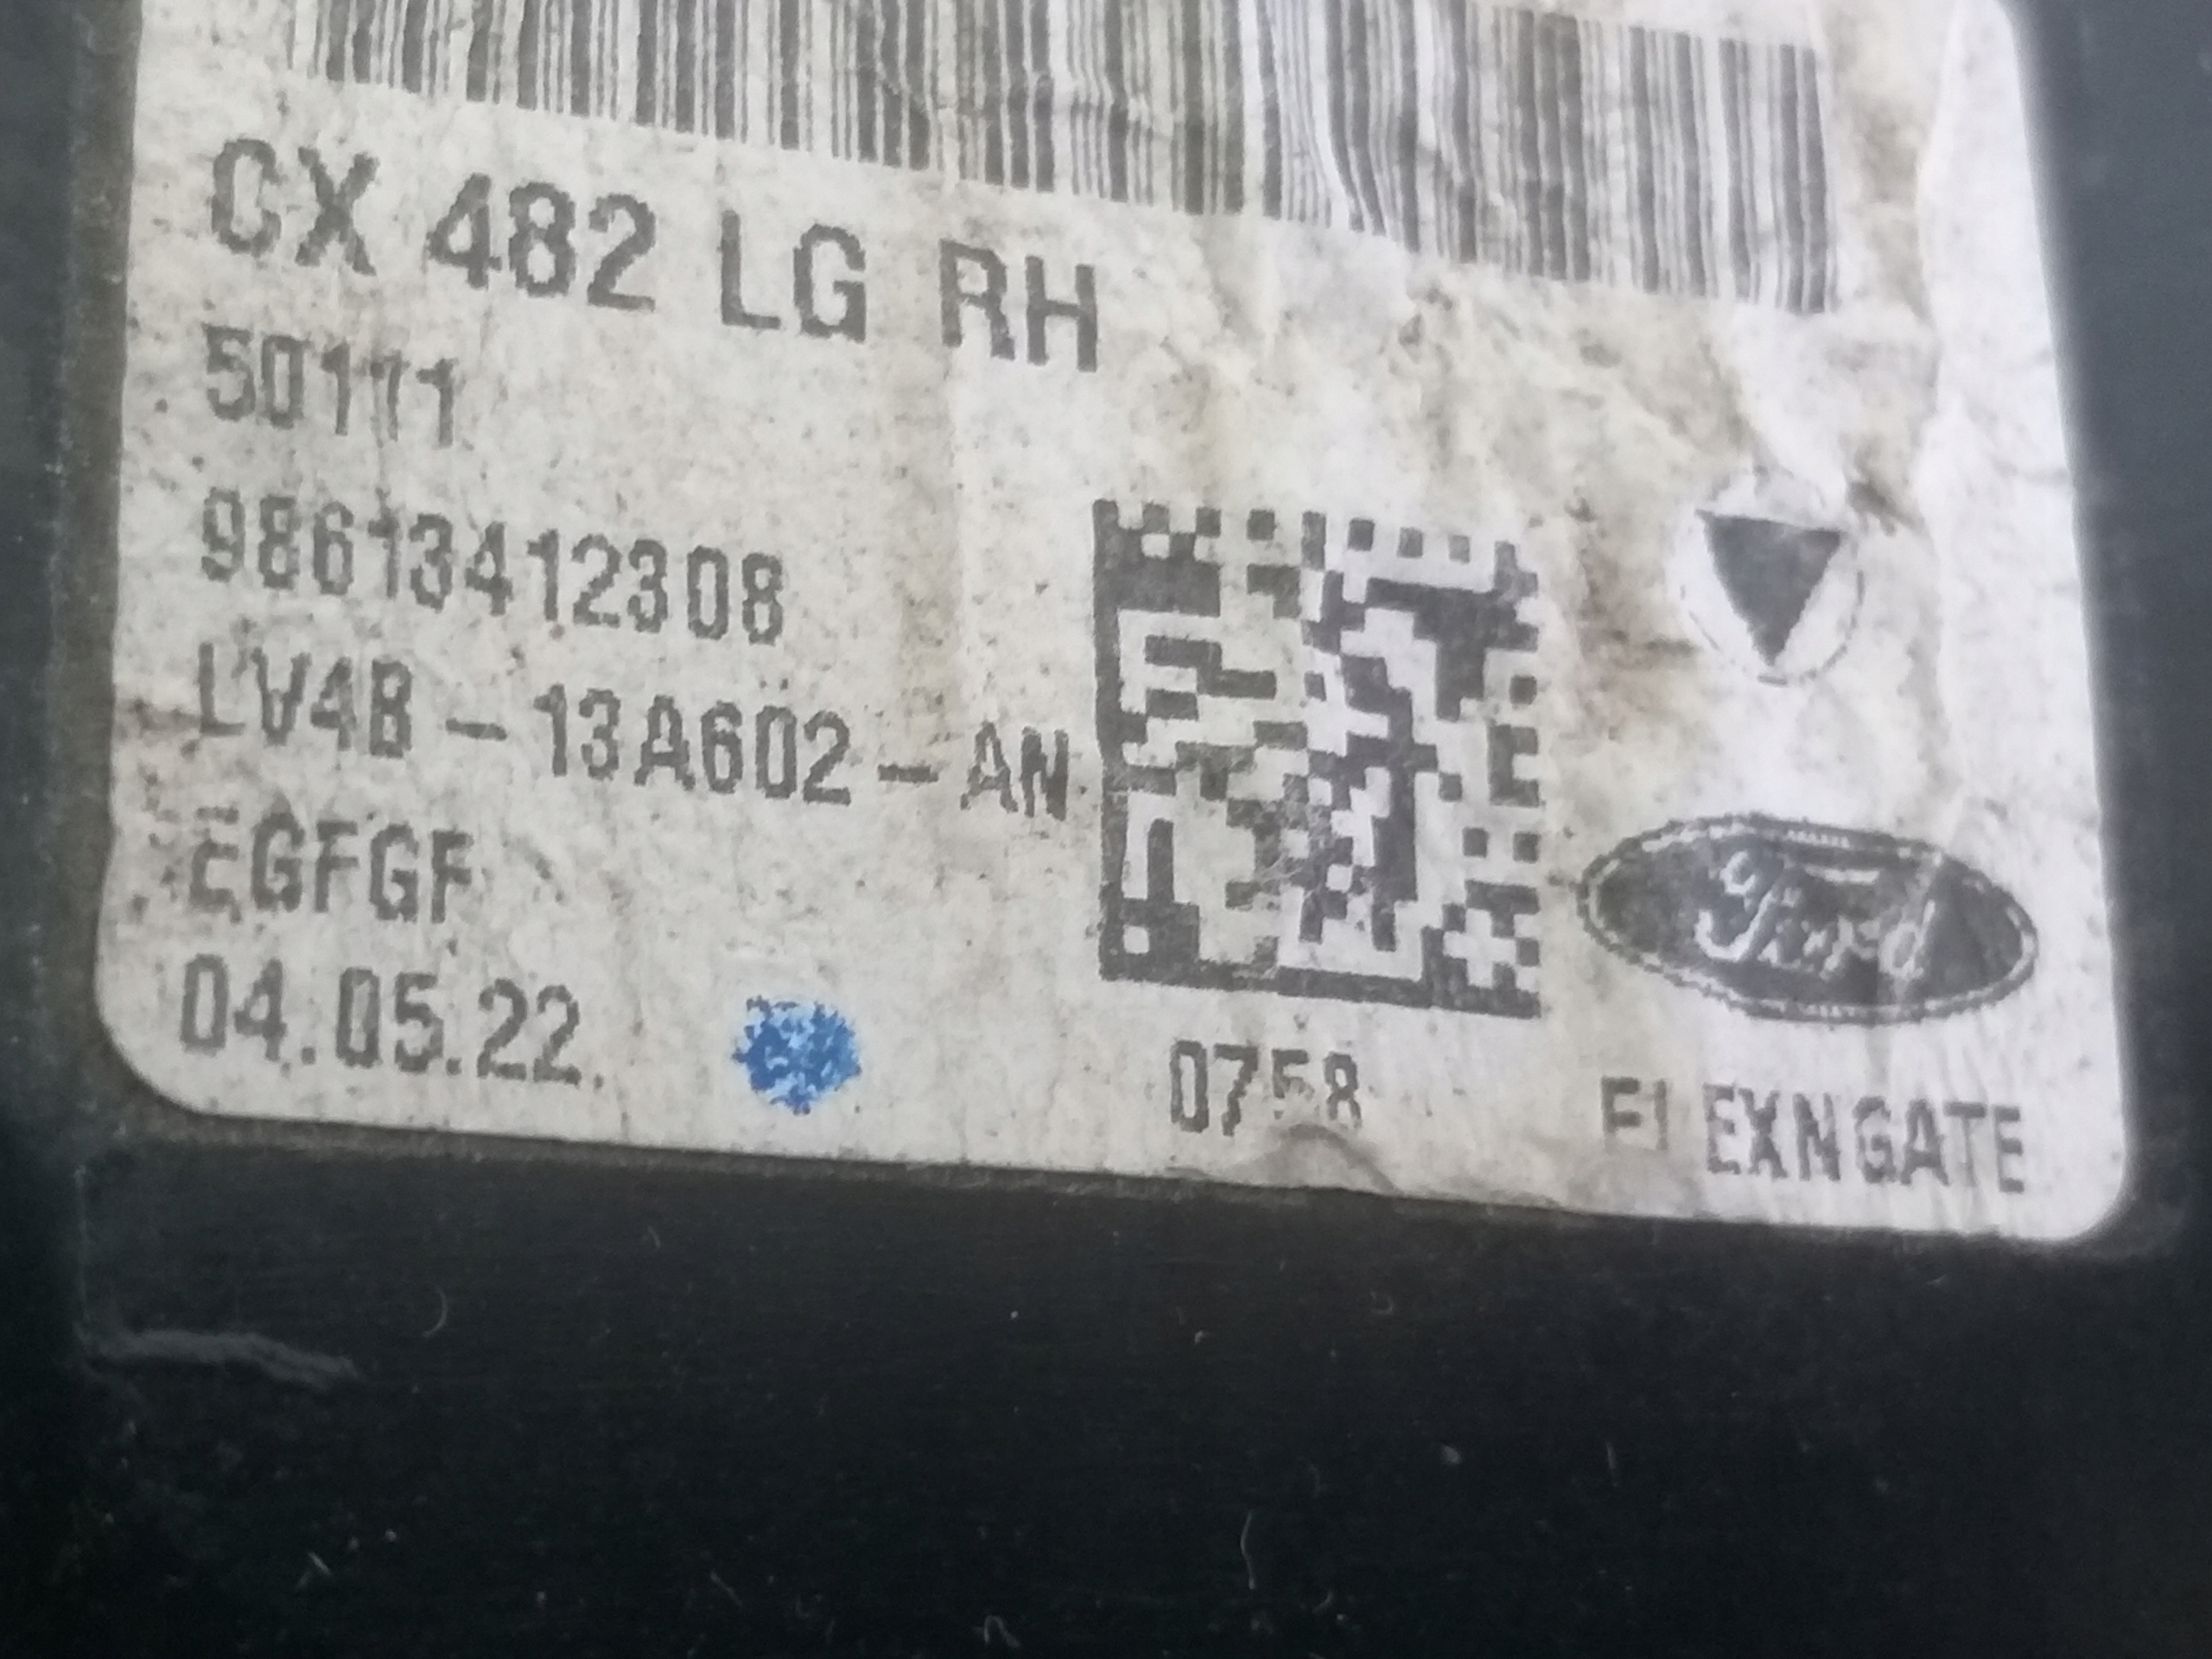 CX 482 LG RH
50111
98613412308
LV4B-13A602-AN
EGFGF
04.05.22.
0758
Ford
FLEXNGATE